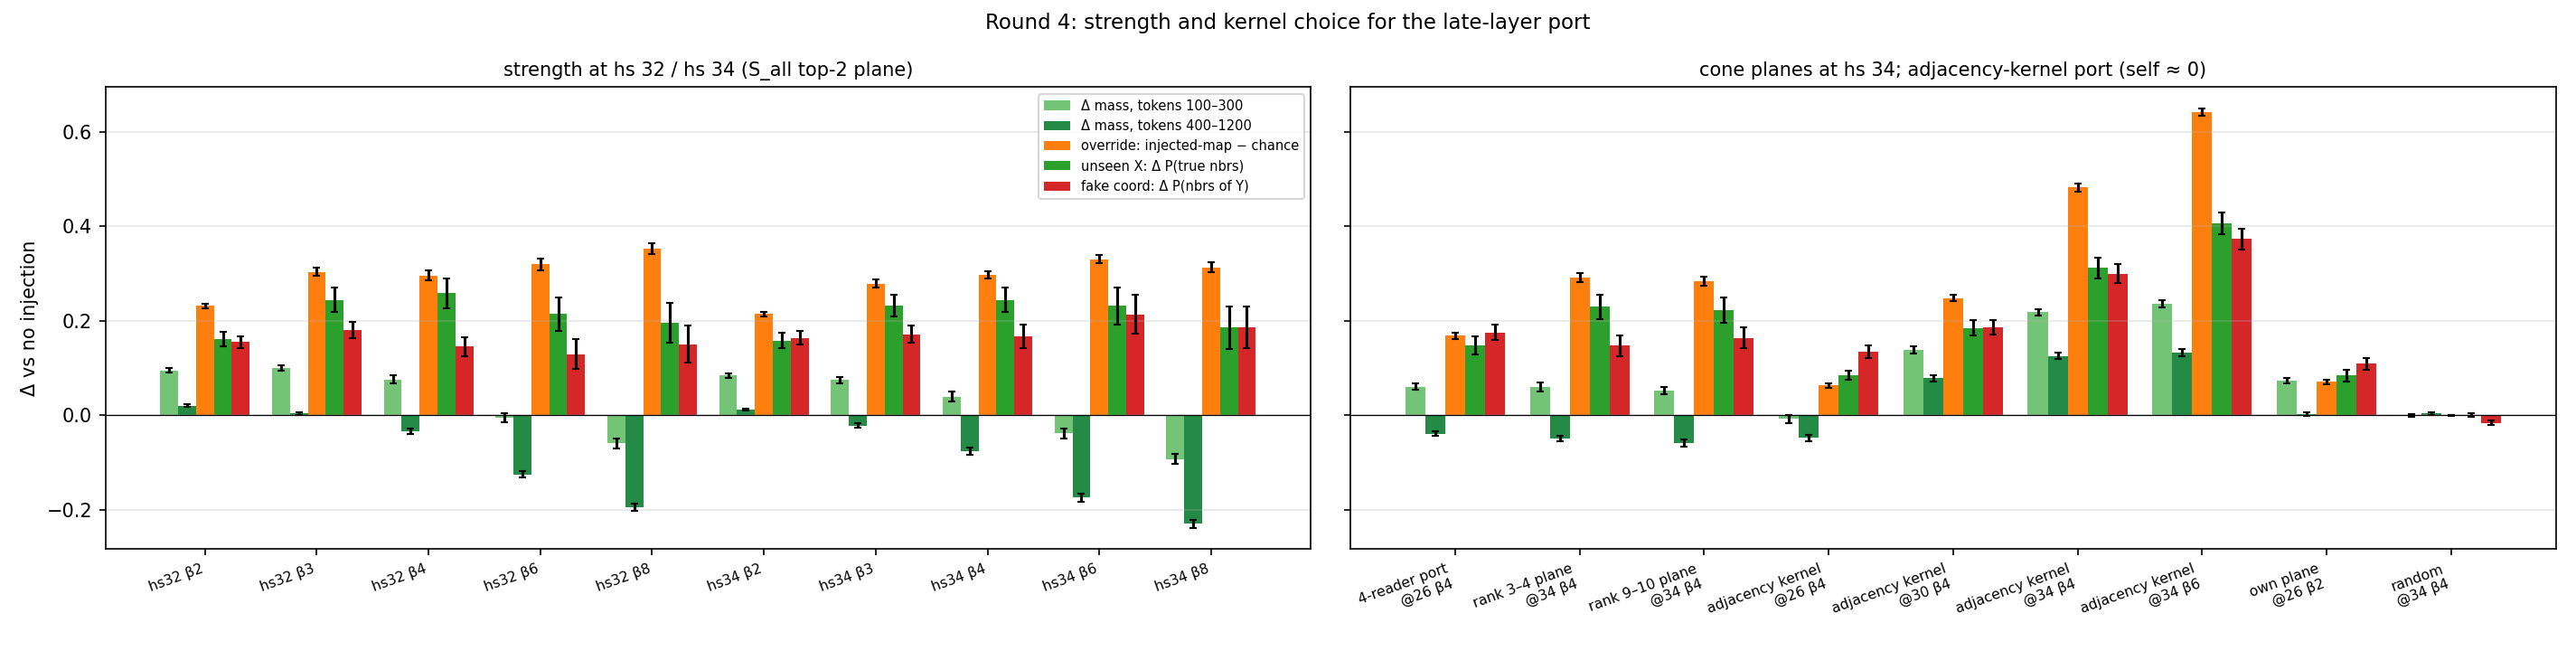 Round 4: strength and kernel choice for the late-layer port
strength at hs 32 / hs 34 (S_all top-2 plane)
Δ vs no injection
0.6
0.4
0.2
0.0
−0.2
Δ mass, tokens 100–300
Δ mass, tokens 400–1200
override: injected-map − chance
unseen X: Δ P(true nbrs)
fake coord: Δ P(nbrs of Y)
hs32 β2
hs32 β3
hs32 β4
hs32 β6
hs32 β8
hs34 β2
hs34 β3
hs34 β4
hs34 β6
hs34 β8
cone planes at hs 34; adjacency-kernel port (self ≈ 0)
4-reader port
@26 β4
rank 3–4 plane
@34 β4
rank 9–10 plane
@34 β4
adjacency kernel
@26 β4
adjacency kernel
@30 β4
adjacency kernel
@34 β4
adjacency kernel
@34 β6
own plane
@26 β2
random
@34 β4